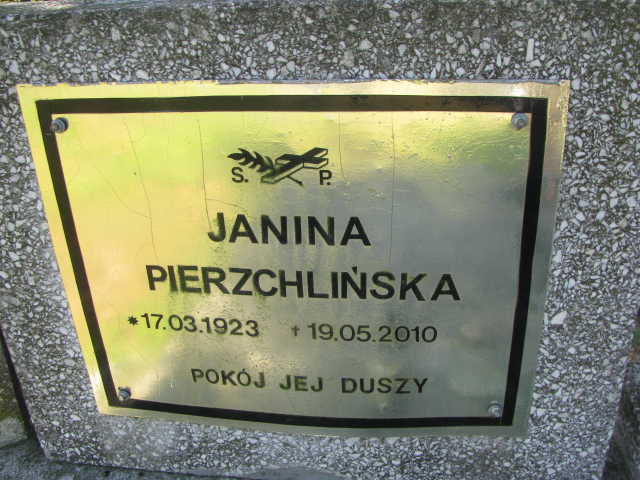 S. P.
JANINA
PIERZCHLIŃSKA
*17.03.1923 †19.05.2010
POKÓJ JEJ DUSZY